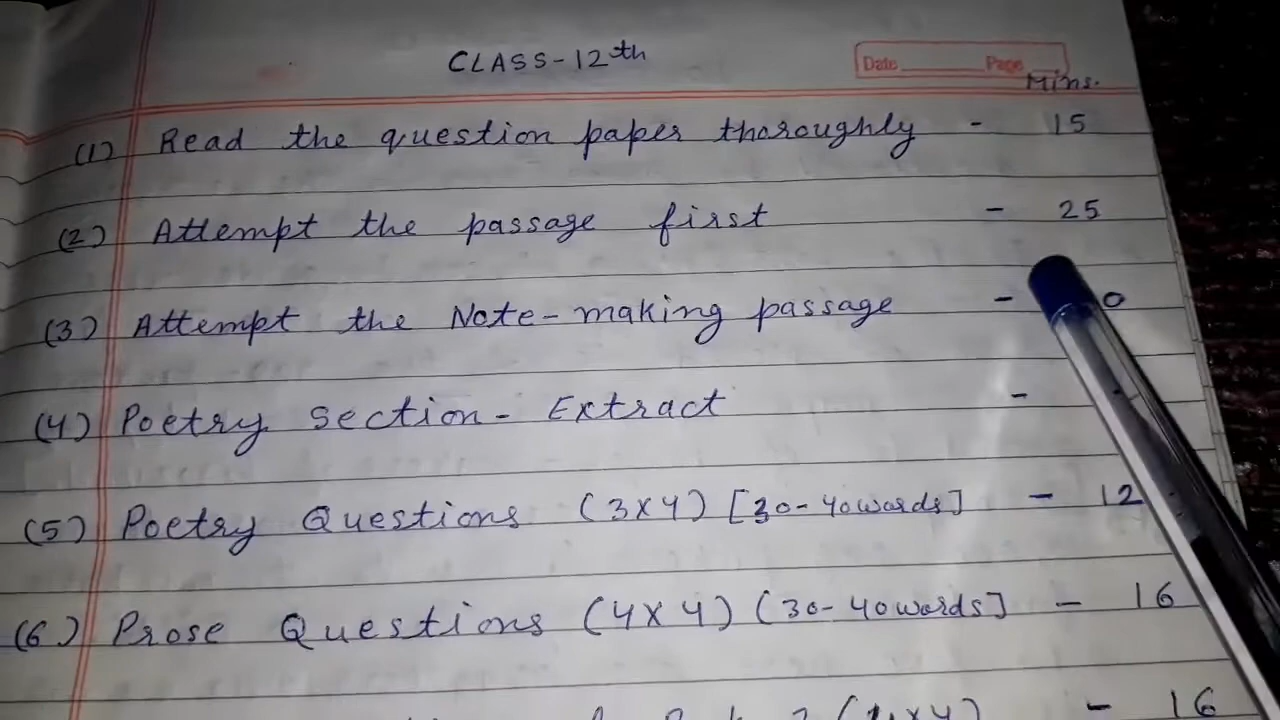 CLASS-12th
Date Page
Mins.
(1) Read the question paper thoroughly - 15
(2) Attempt the passage first - 25
(3) Attempt the Note-making passage -
(4) Poetry section - Extract -
(5) Poetry Questions (3x4) [30-40words] - 12
(6) Prose Questions (4x4) (30-40words] - 16
- 16